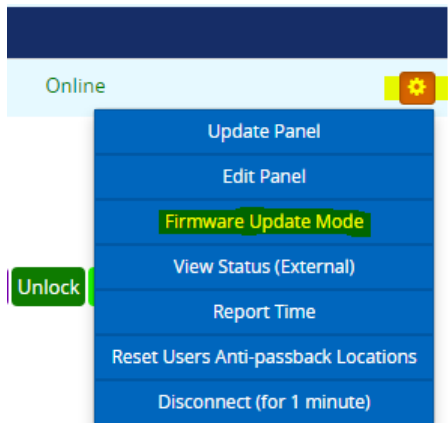 Online
Update Panel
Edit Panel
Firmware Update Mode
View Status (External)
Unlock
Report Time
Reset Users Anti-passback Locations
Disconnect (for 1 minute)